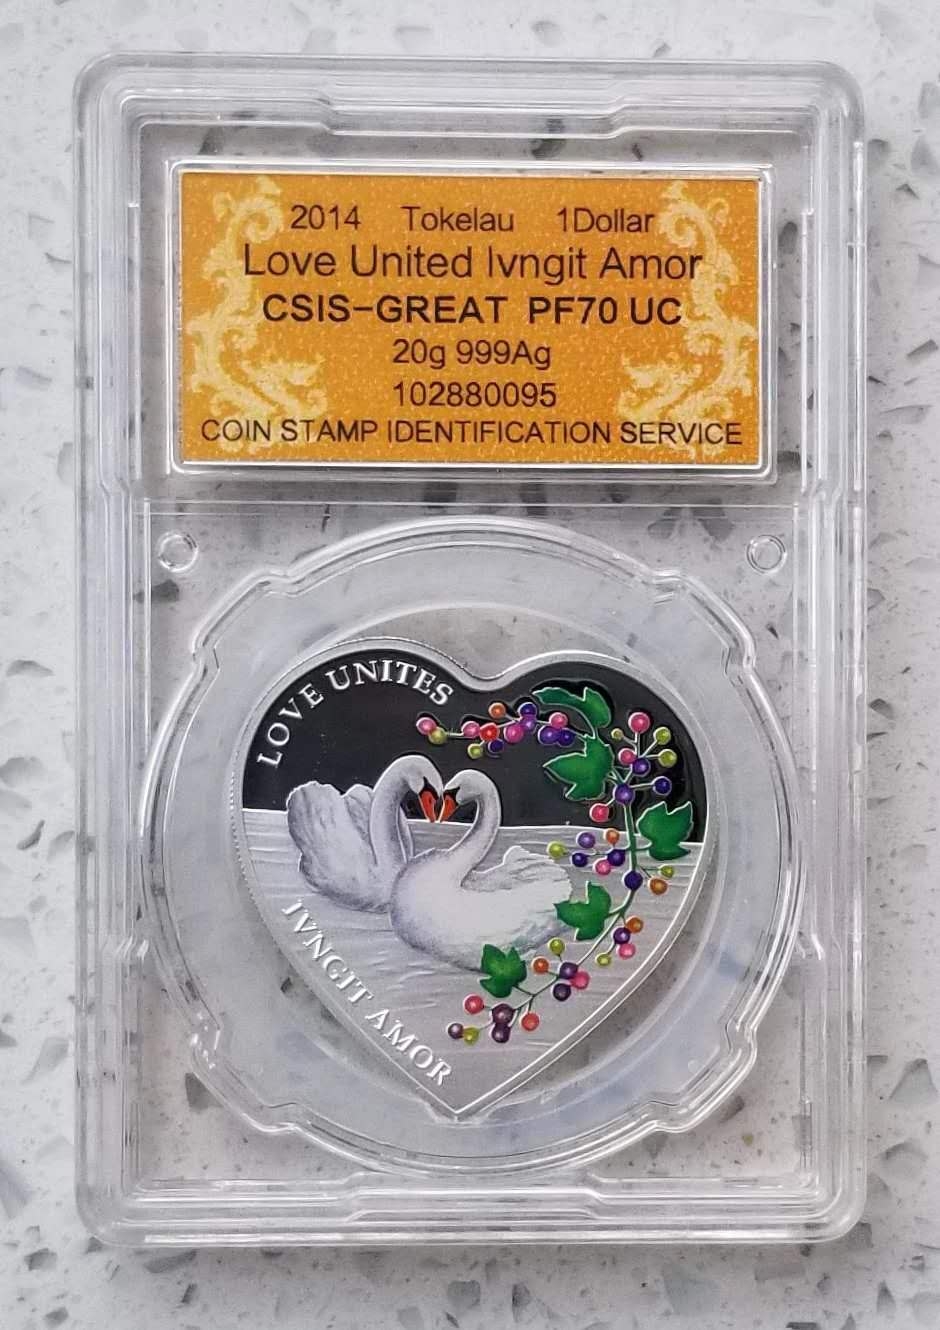 2014 Tokelau 1Dollar
Love United Ivngit Amor
CSIS-GREAT PF70 UC
20g 999Ag
102880095
COIN STAMP IDENTIFICATION SERVICE
LOVE UNITES
IVNGIT AMOR